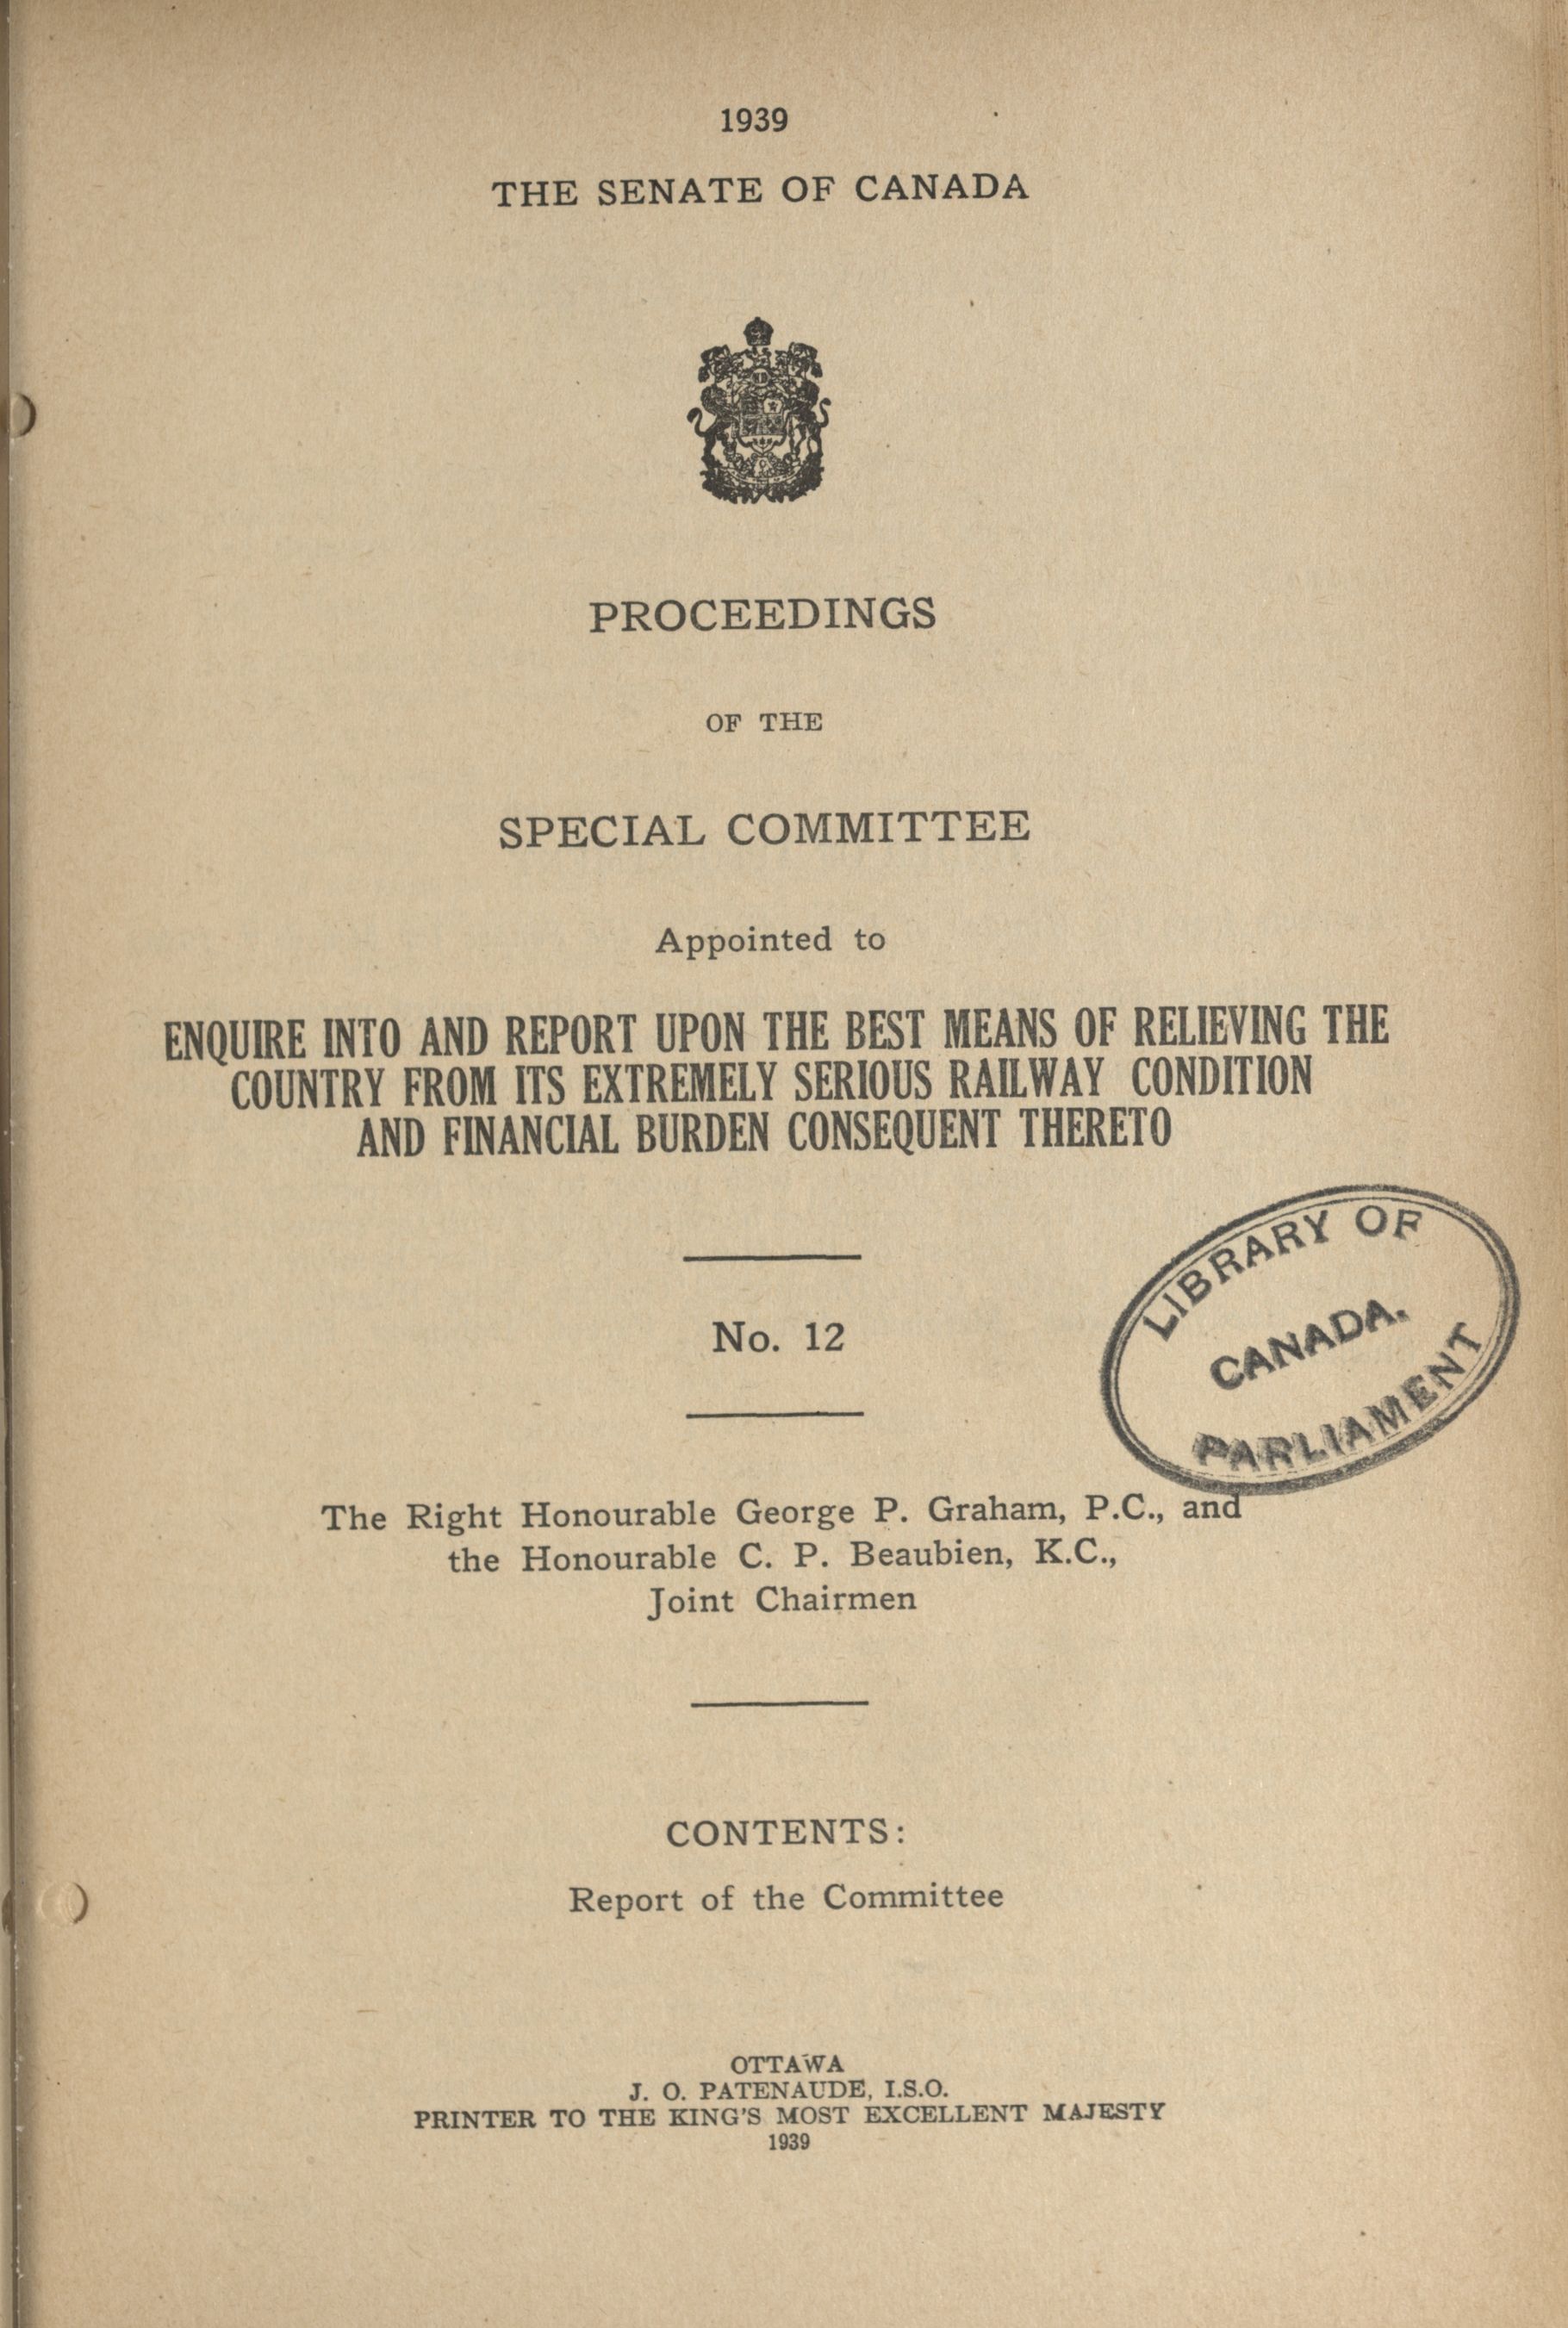 1939
THE SENATE OF CANADA
PROCEEDINGS
OF THE
SPECIAL COMMITTEE
Appointed to
ENQUIRE INTO AND REPORT UPON THE BEST MEANS OF RELIEVING THE
COUNTRY FROM ITS EXTREMELY SERIOUS RAILWAY CONDITION
AND FINANCIAL BURDEN CONSEQUENT THERETO
No. 12
LIBRARY OF
CANADA.
PARLIAMENT
The Right Honourable George P. Graham, P.C., and
the Honourable C. P. Beaubien, K.C.,
Joint Chairmen
CONTENTS:
Report of the Committee
OTTAWA
J. O. PATENAUDE, I.S.O.
PRINTER TO THE KING'S MOST EXCELLENT MAJESTY
1939